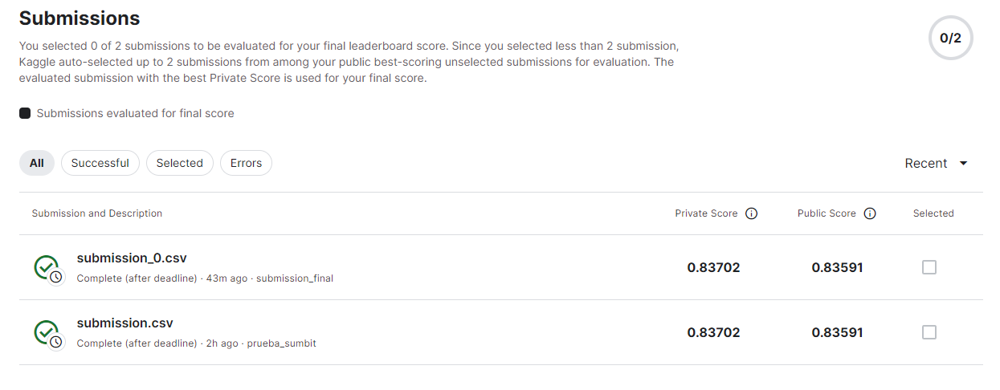 Submissions
0/2
You selected 0 of 2 submissions to be evaluated for your final leaderboard score. Since you selected less than 2 submission,
Kaggle auto-selected up to 2 submissions from among your public best-scoring unselected submissions for evaluation. The
evaluated submission with the best Private Score is used for your final score.
Submissions evaluated for final score
All Successful Selected Errors Recent
Submission and Description Private Score Public Score Selected
submission_0.csv
Complete (after deadline) · 43m ago · submission_final
0.83702 0.83591
submission.csv
Complete (after deadline) · 2h ago · prueba_sumbit
0.83702 0.83591